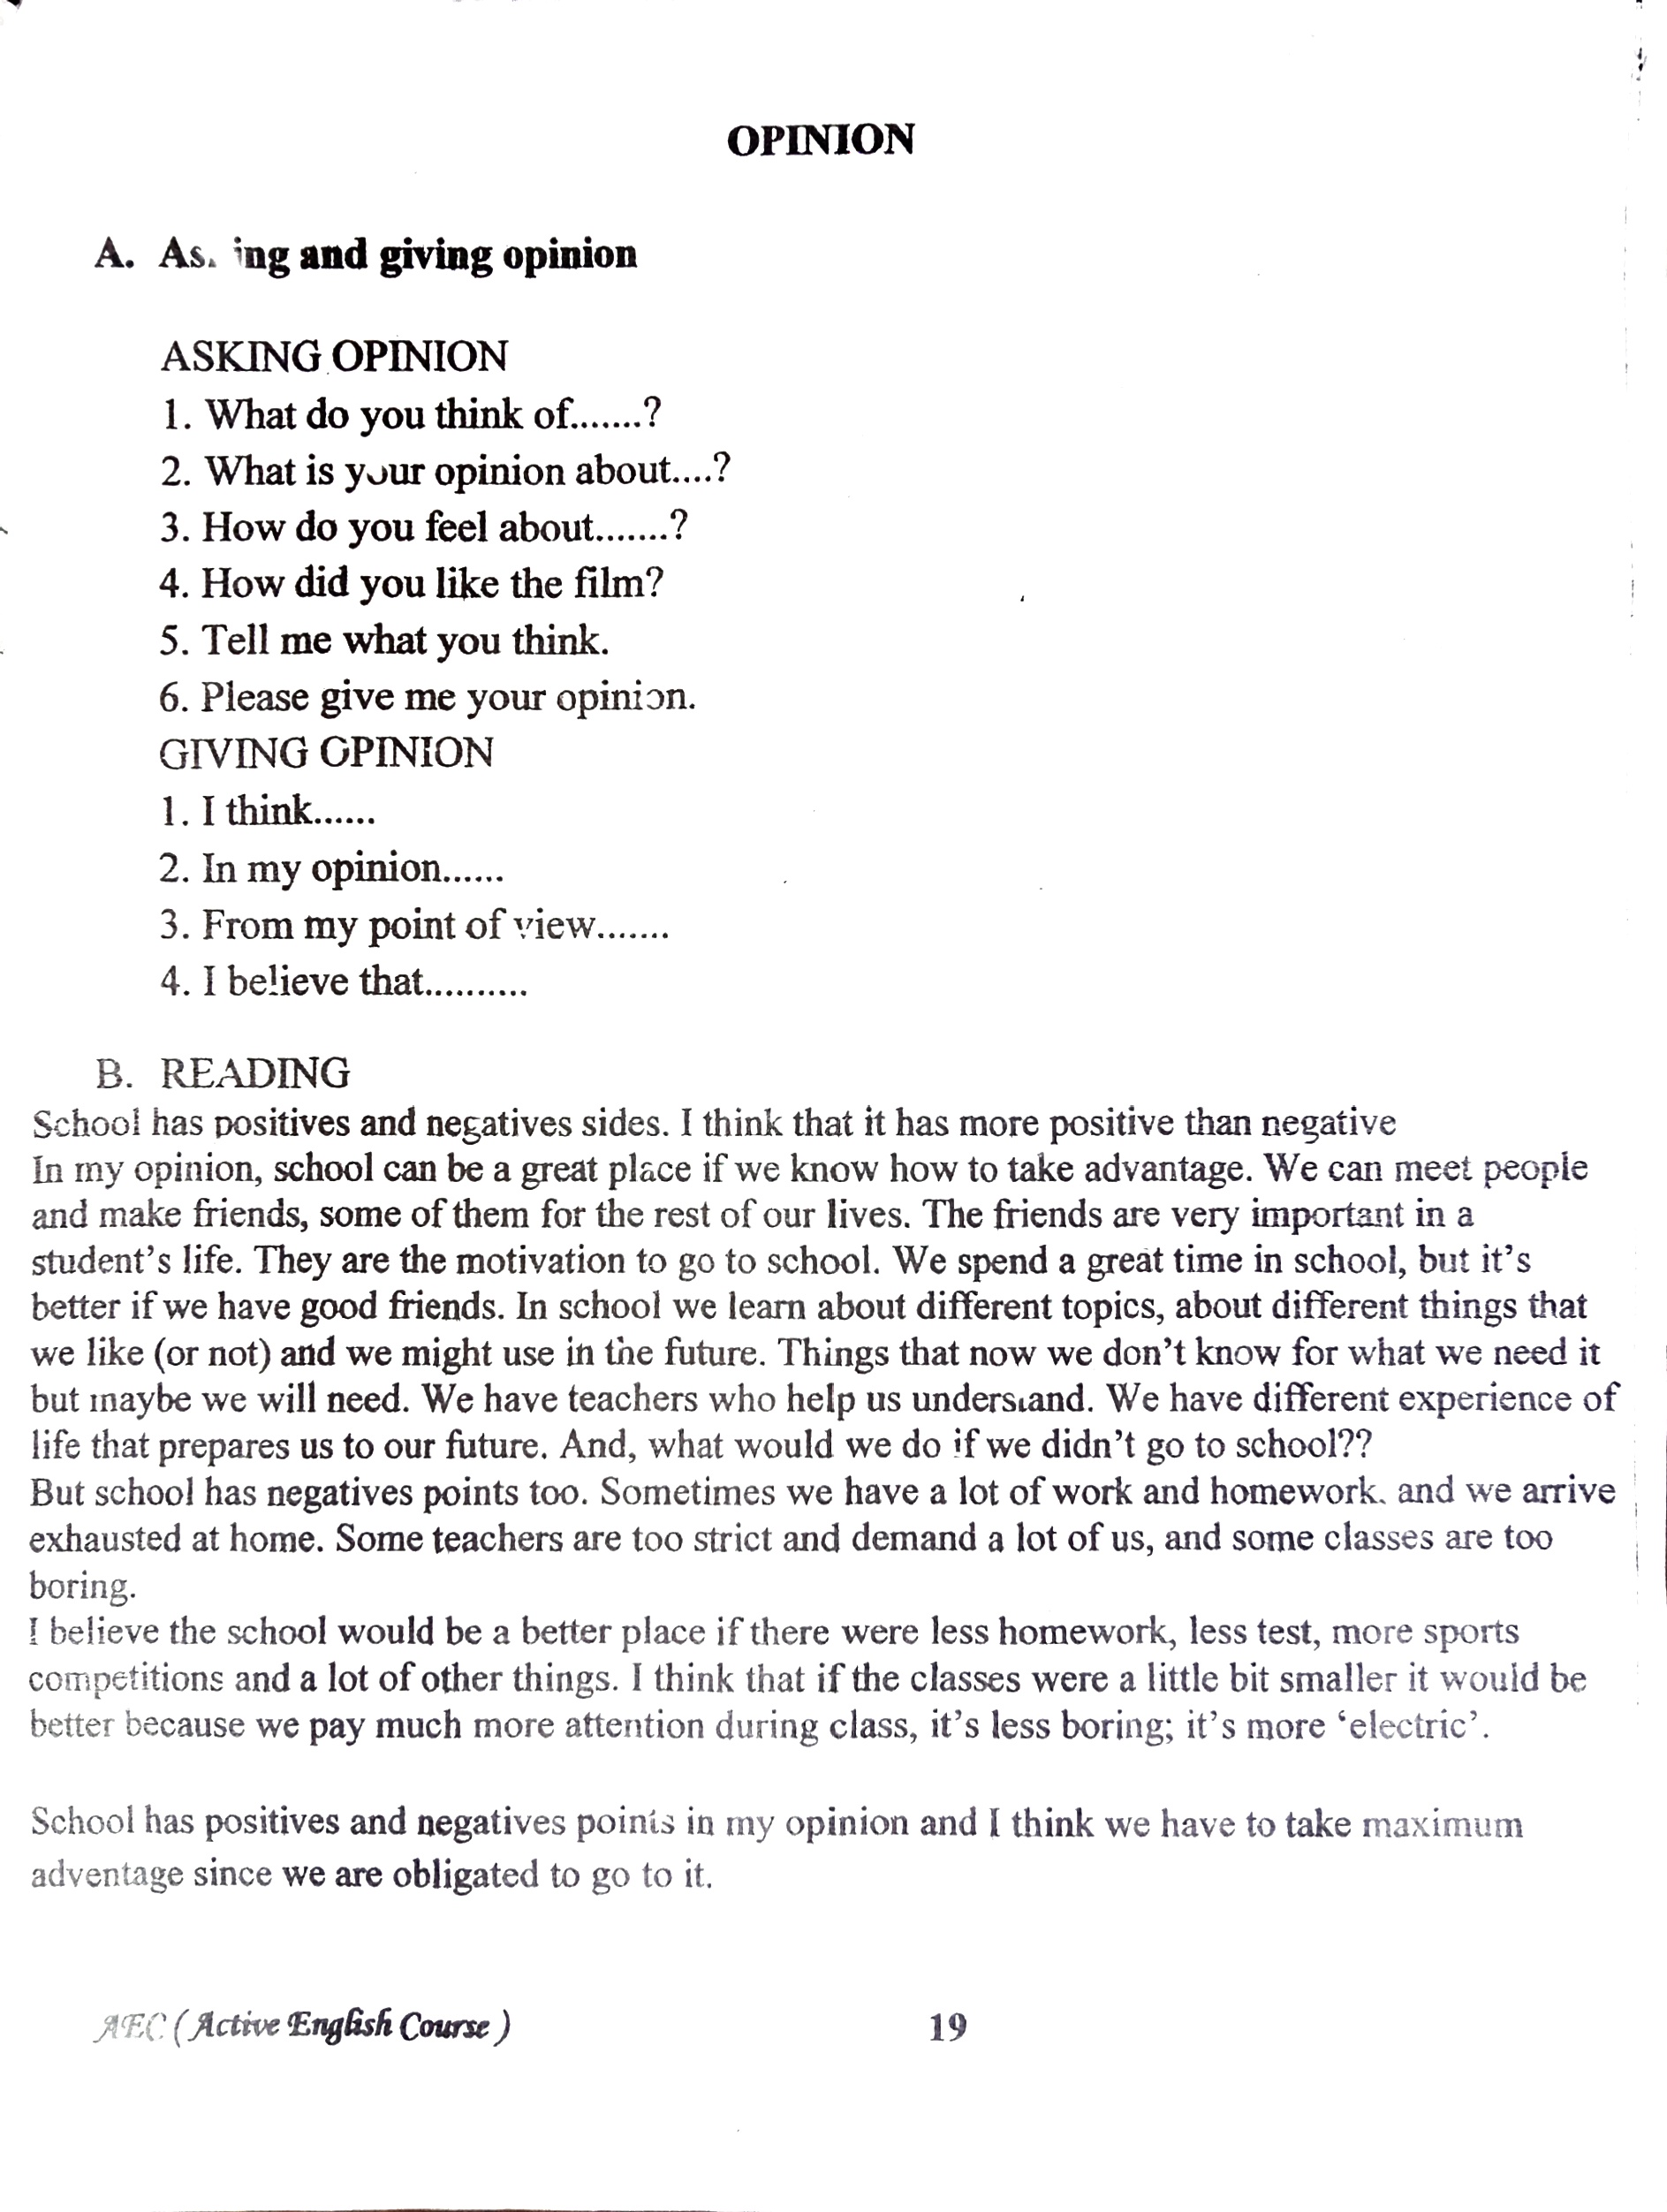 OPINION
A. Asking and giving opinion
ASKING OPINION
1. What do you think of.......?
2. What is your opinion about....?
3. How do you feel about.......?
4. How did you like the film?
5. Tell me what you think.
6. Please give me your opinion.
GIVING OPINION
1. I think......
2. In my opinion......
3. From my point of view.......
4. I believe that..........
B. READING
School has positives and negatives sides. I think that it has more positive than negative
In my opinion, school can be a great place if we know how to take advantage. We can meet people
and make friends, some of them for the rest of our lives. The friends are very important in a
student's life. They are the motivation to go to school. We spend a great time in school, but it's
better if we have good friends. In school we learn about different topics, about different things that
we like (or not) and we might use in the future. Things that now we don't know for what we need it
but maybe we will need. We have teachers who help us understand. We have different experience of
life that prepares us to our future. And, what would we do if we didn't go to school??
But school has negatives points too. Sometimes we have a lot of work and homework, and we arrive
exhausted at home. Some teachers are too strict and demand a lot of us, and some classes are too
boring.
I believe the school would be a better place if there were less homework, less test, more sports
competitions and a lot of other things. I think that if the classes were a little bit smaller it would be
better because we pay much more attention during class, it's less boring; it's more 'electric'.
School has positives and negatives points in my opinion and I think we have to take maximum
adventage since we are obligated to go to it.
AEC ( Active English Course ) 19